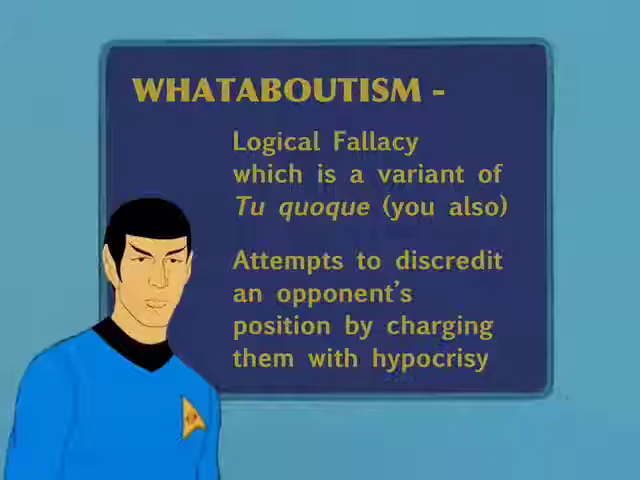 WHATABOUTISM -
Logical Fallacy
which is a variant of
Tu quoque (you also)
Attempts to discredit
an opponent's
position by charging
them with hypocrisy